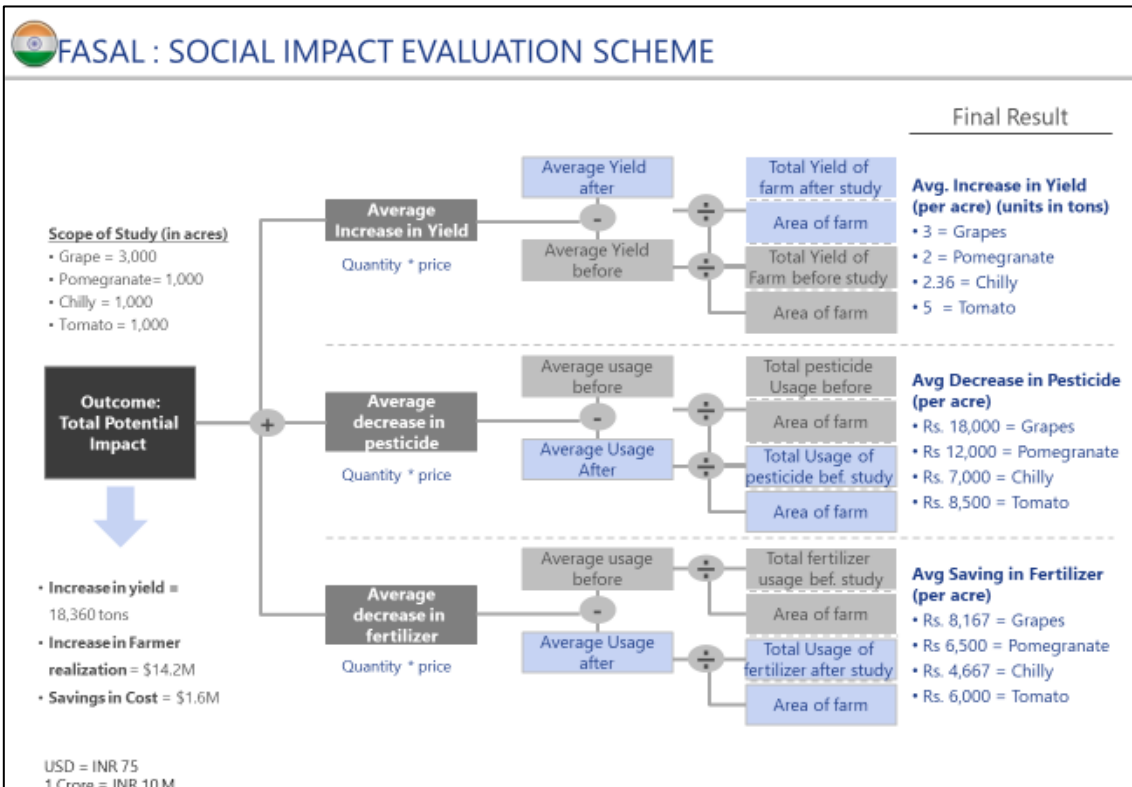 FASAL : SOCIAL IMPACT EVALUATION SCHEME
Final Result
Scope of Study (in acres)
• Grape = 3,000
• Pomegranate= 1,000
• Chilly = 1,000
• Tomato = 1,000
Outcome:
Total Potential
Impact
+
• Increase in yield =
18,360 tons
• Increase in Farmer
realization = $14.2M
• Savings in Cost = $1.6M
USD = INR 75
1 Crore = INR 10 M
Average
Increase in Yield
Quantity * price
Average Yield
after
-
Average Yield
before
÷
÷
Total Yield of
farm after study
Area of farm
Total Yield of
Farm before study
Area of farm
Avg. Increase in Yield
(per acre) (units in tons)
• 3 = Grapes
• 2 = Pomegranate
• 2.36 = Chilly
• 5 = Tomato
Average
decrease in
pesticide
Quantity * price
Average usage
before
-
Average Usage
After
÷
÷
Total pesticide
Usage before
Area of farm
Total Usage of
pesticide bef. study
Area of farm
Avg Decrease in Pesticide
(per acre)
• Rs. 18,000 = Grapes
• Rs 12,000 = Pomegranate
• Rs. 7,000 = Chilly
• Rs. 8,500 = Tomato
Average
decrease in
fertilizer
Quantity * price
Average usage
before
-
Average Usage
after
÷
÷
Total fertilizer
usage bef. study
Area of farm
Total Usage of
fertilizer after study
Area of farm
Avg Saving in Fertilizer
(per acre)
• Rs. 8,167 = Grapes
• Rs 6,500 = Pomegranate
• Rs. 4,667 = Chilly
• Rs. 6,000 = Tomato